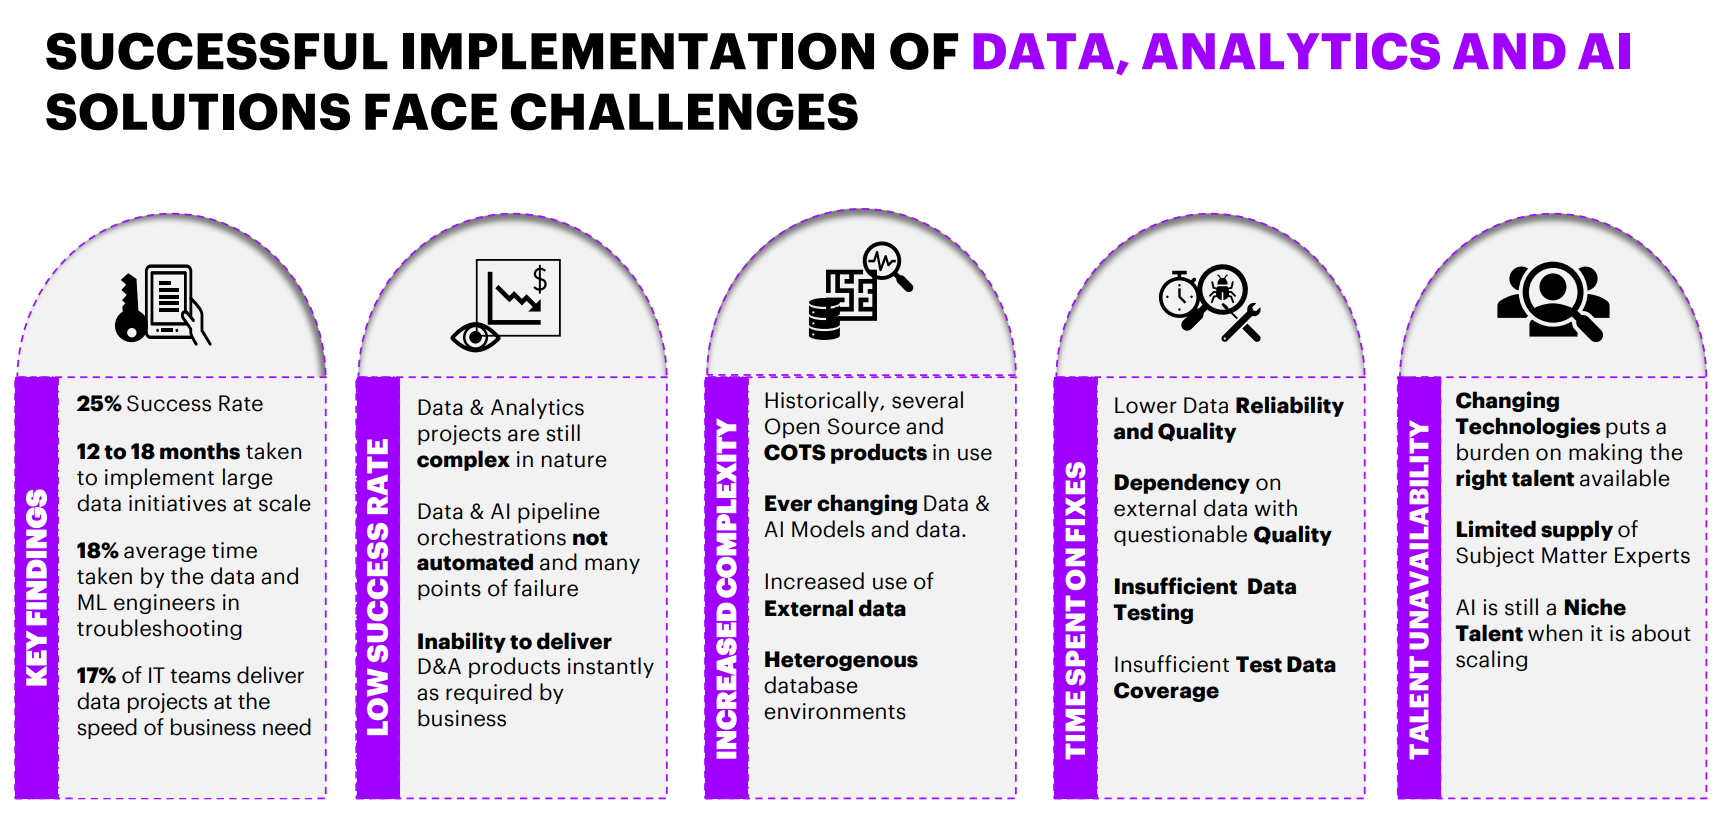 SUCCESSFUL IMPLEMENTATION OF DATA, ANALYTICS AND AI
SOLUTIONS FACE CHALLENGES
KEY FINDINGS
25% Success Rate
12 to 18 months taken
to implement large
data initiatives at scale
18% average time
taken by the data and
ML engineers in
troubleshooting
17% of IT teams deliver
data projects at the
speed of business need
$
LOW SUCCESS RATE
Data & Analytics
projects are still
complex in nature
Data & AI pipeline
orchestrations not
automated and many
points of failure
Inability to deliver
D&A products instantly
as required by
business
INCREASED COMPLEXITY
Historically, several
Open Source and
COTS products in use
Ever changing Data &
AI Models and data.
Increased use of
External data
Heterogenous
database
environments
TIME SPENT ON FIXES
Lower Data Reliability
and Quality
Dependency on
external data with
questionable Quality
Insufficient Data
Testing
Insufficient Test Data
Coverage
TALENT UNAVAILABILITY
Changing
Technologies puts a
burden on making the
right talent available
Limited supply of
Subject Matter Experts
AI is still a Niche
Talent when it is about
scaling